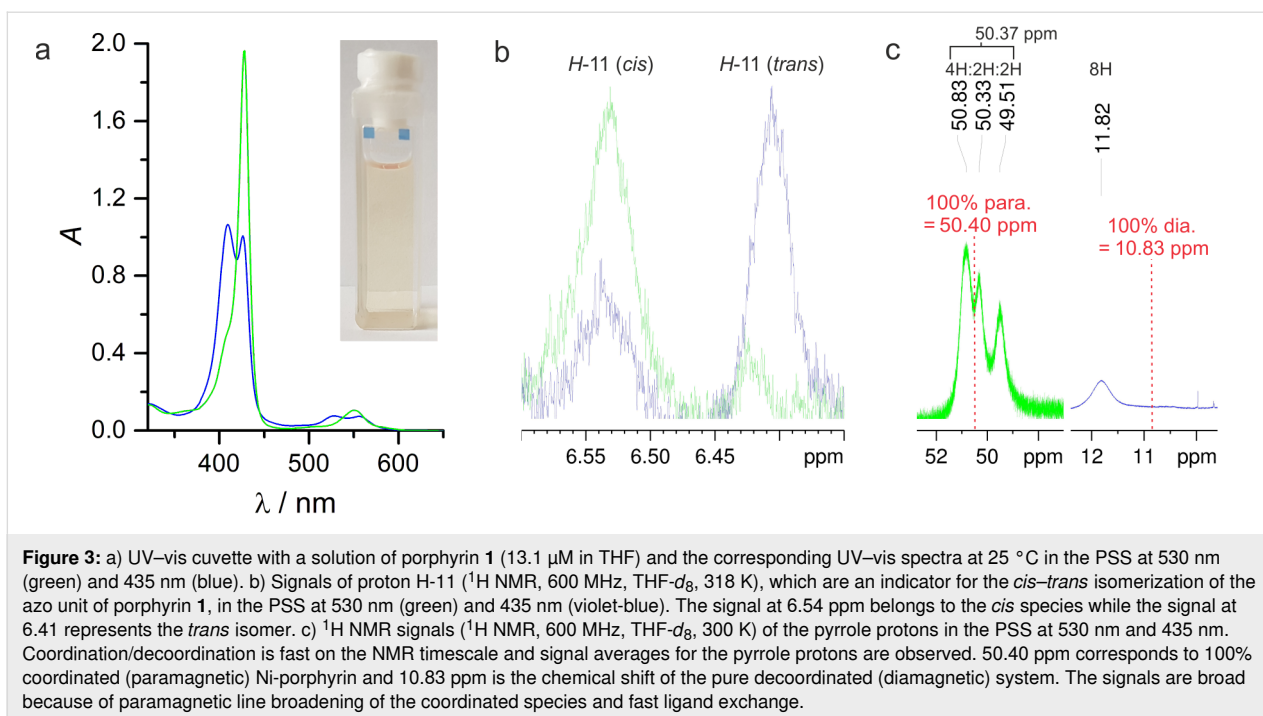 a
2.0
1.6
1.2
0.8
0.4
0.0
A
400 500 600
λ / nm
b
H-11 (cis) H-11 (trans)
6.55 6.50 6.45 ppm
c
50.37 ppm
4H:2H:2H 8H
50.83
50.33
49.51
11.82
100% para.
= 50.40 ppm
100% dia.
= 10.83 ppm
52 50 ppm 12 11 ppm
Figure 3: a) UV–vis cuvette with a solution of porphyrin 1 (13.1 µM in THF) and the corresponding UV–vis spectra at 25 °C in the PSS at 530 nm
(green) and 435 nm (blue). b) Signals of proton H-11 (¹H NMR, 600 MHz, THF-d₈, 318 K), which are an indicator for the cis–trans isomerization of the
azo unit of porphyrin 1, in the PSS at 530 nm (green) and 435 nm (violet-blue). The signal at 6.54 ppm belongs to the cis species while the signal at
6.41 represents the trans isomer. c) ¹H NMR signals (¹H NMR, 600 MHz, THF-d₈, 300 K) of the pyrrole protons in the PSS at 530 nm and 435 nm.
Coordination/decoordination is fast on the NMR timescale and signal averages for the pyrrole protons are observed. 50.40 ppm corresponds to 100%
coordinated (paramagnetic) Ni-porphyrin and 10.83 ppm is the chemical shift of the pure decoordinated (diamagnetic) system. The signals are broad
because of paramagnetic line broadening of the coordinated species and fast ligand exchange.